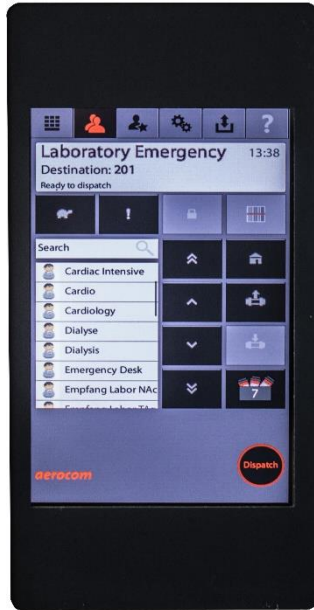 ?
Laboratory Emergency 13:38
Destination: 201
Ready to dispatch
!
Search
Cardiac Intensive
Cardio
Cardiology
Dialyse
Dialysis
Emergency Desk
Empfang Labor NAc
7
Dispatch
aerocom